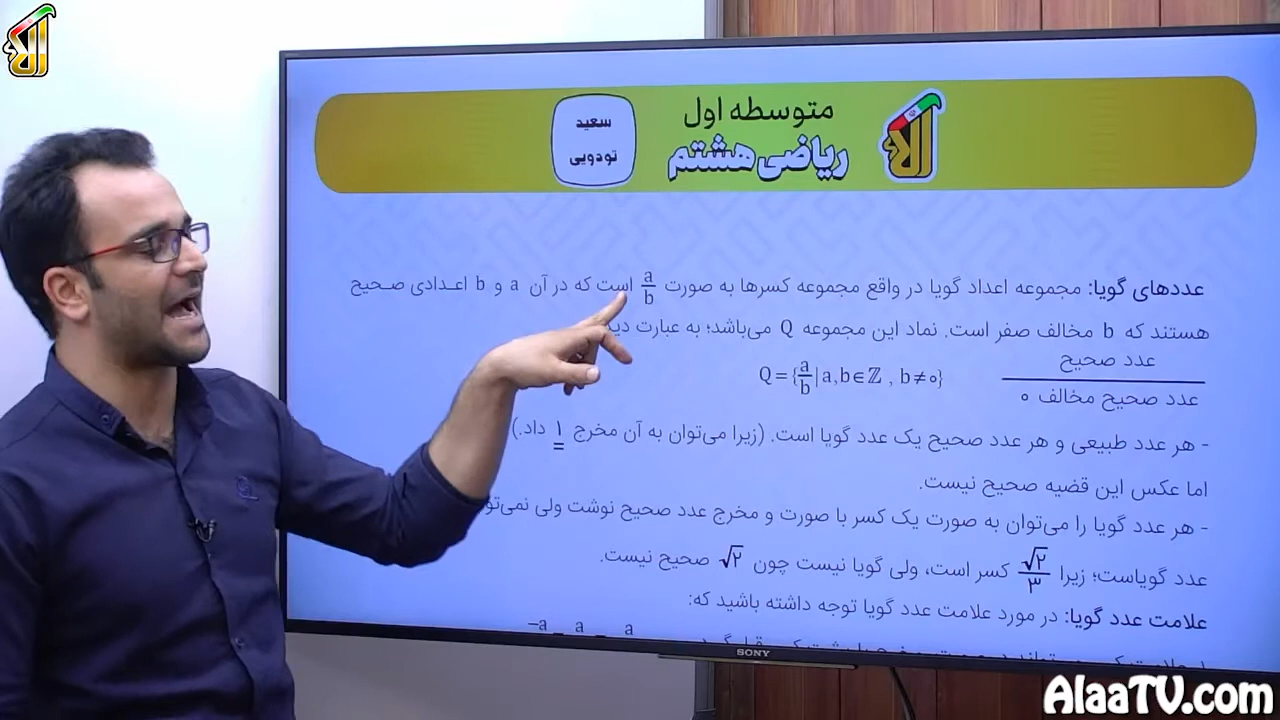 الا
متوسطه اول
ریاضی هشتم
سعید
تودویی
الا
عددهای گویا: مجموعه اعداد گویا در واقع مجموعه کسرها به صورت a/b است که در آن a و b اعدادی صحیح
هستند که b مخالف صفر است. نماد این مجموعه Q می‌باشد؛ به عبارت
عدد صحیح
عدد صحیح مخالف ۰
Q={a/b|a,b∈ℤ , b≠۰}
- هر عدد طبیعی و هر عدد صحیح یک عدد گویا است. (زیرا می‌توان به آن مخرج ۱ داد.)
اما عکس این قضیه صحیح نیست.
- هر عدد گویا را می‌توان به صورت یک کسر با صورت و مخرج عدد صحیح نوشت ولی
عدد گویاست؛ زیرا √۲/۳ کسر است، ولی گویا نیست چون √۲ صحیح نیست.
علامت عدد گویا: در مورد علامت عدد گویا توجه داشته باشید که:
SONY
AlaaTV.com